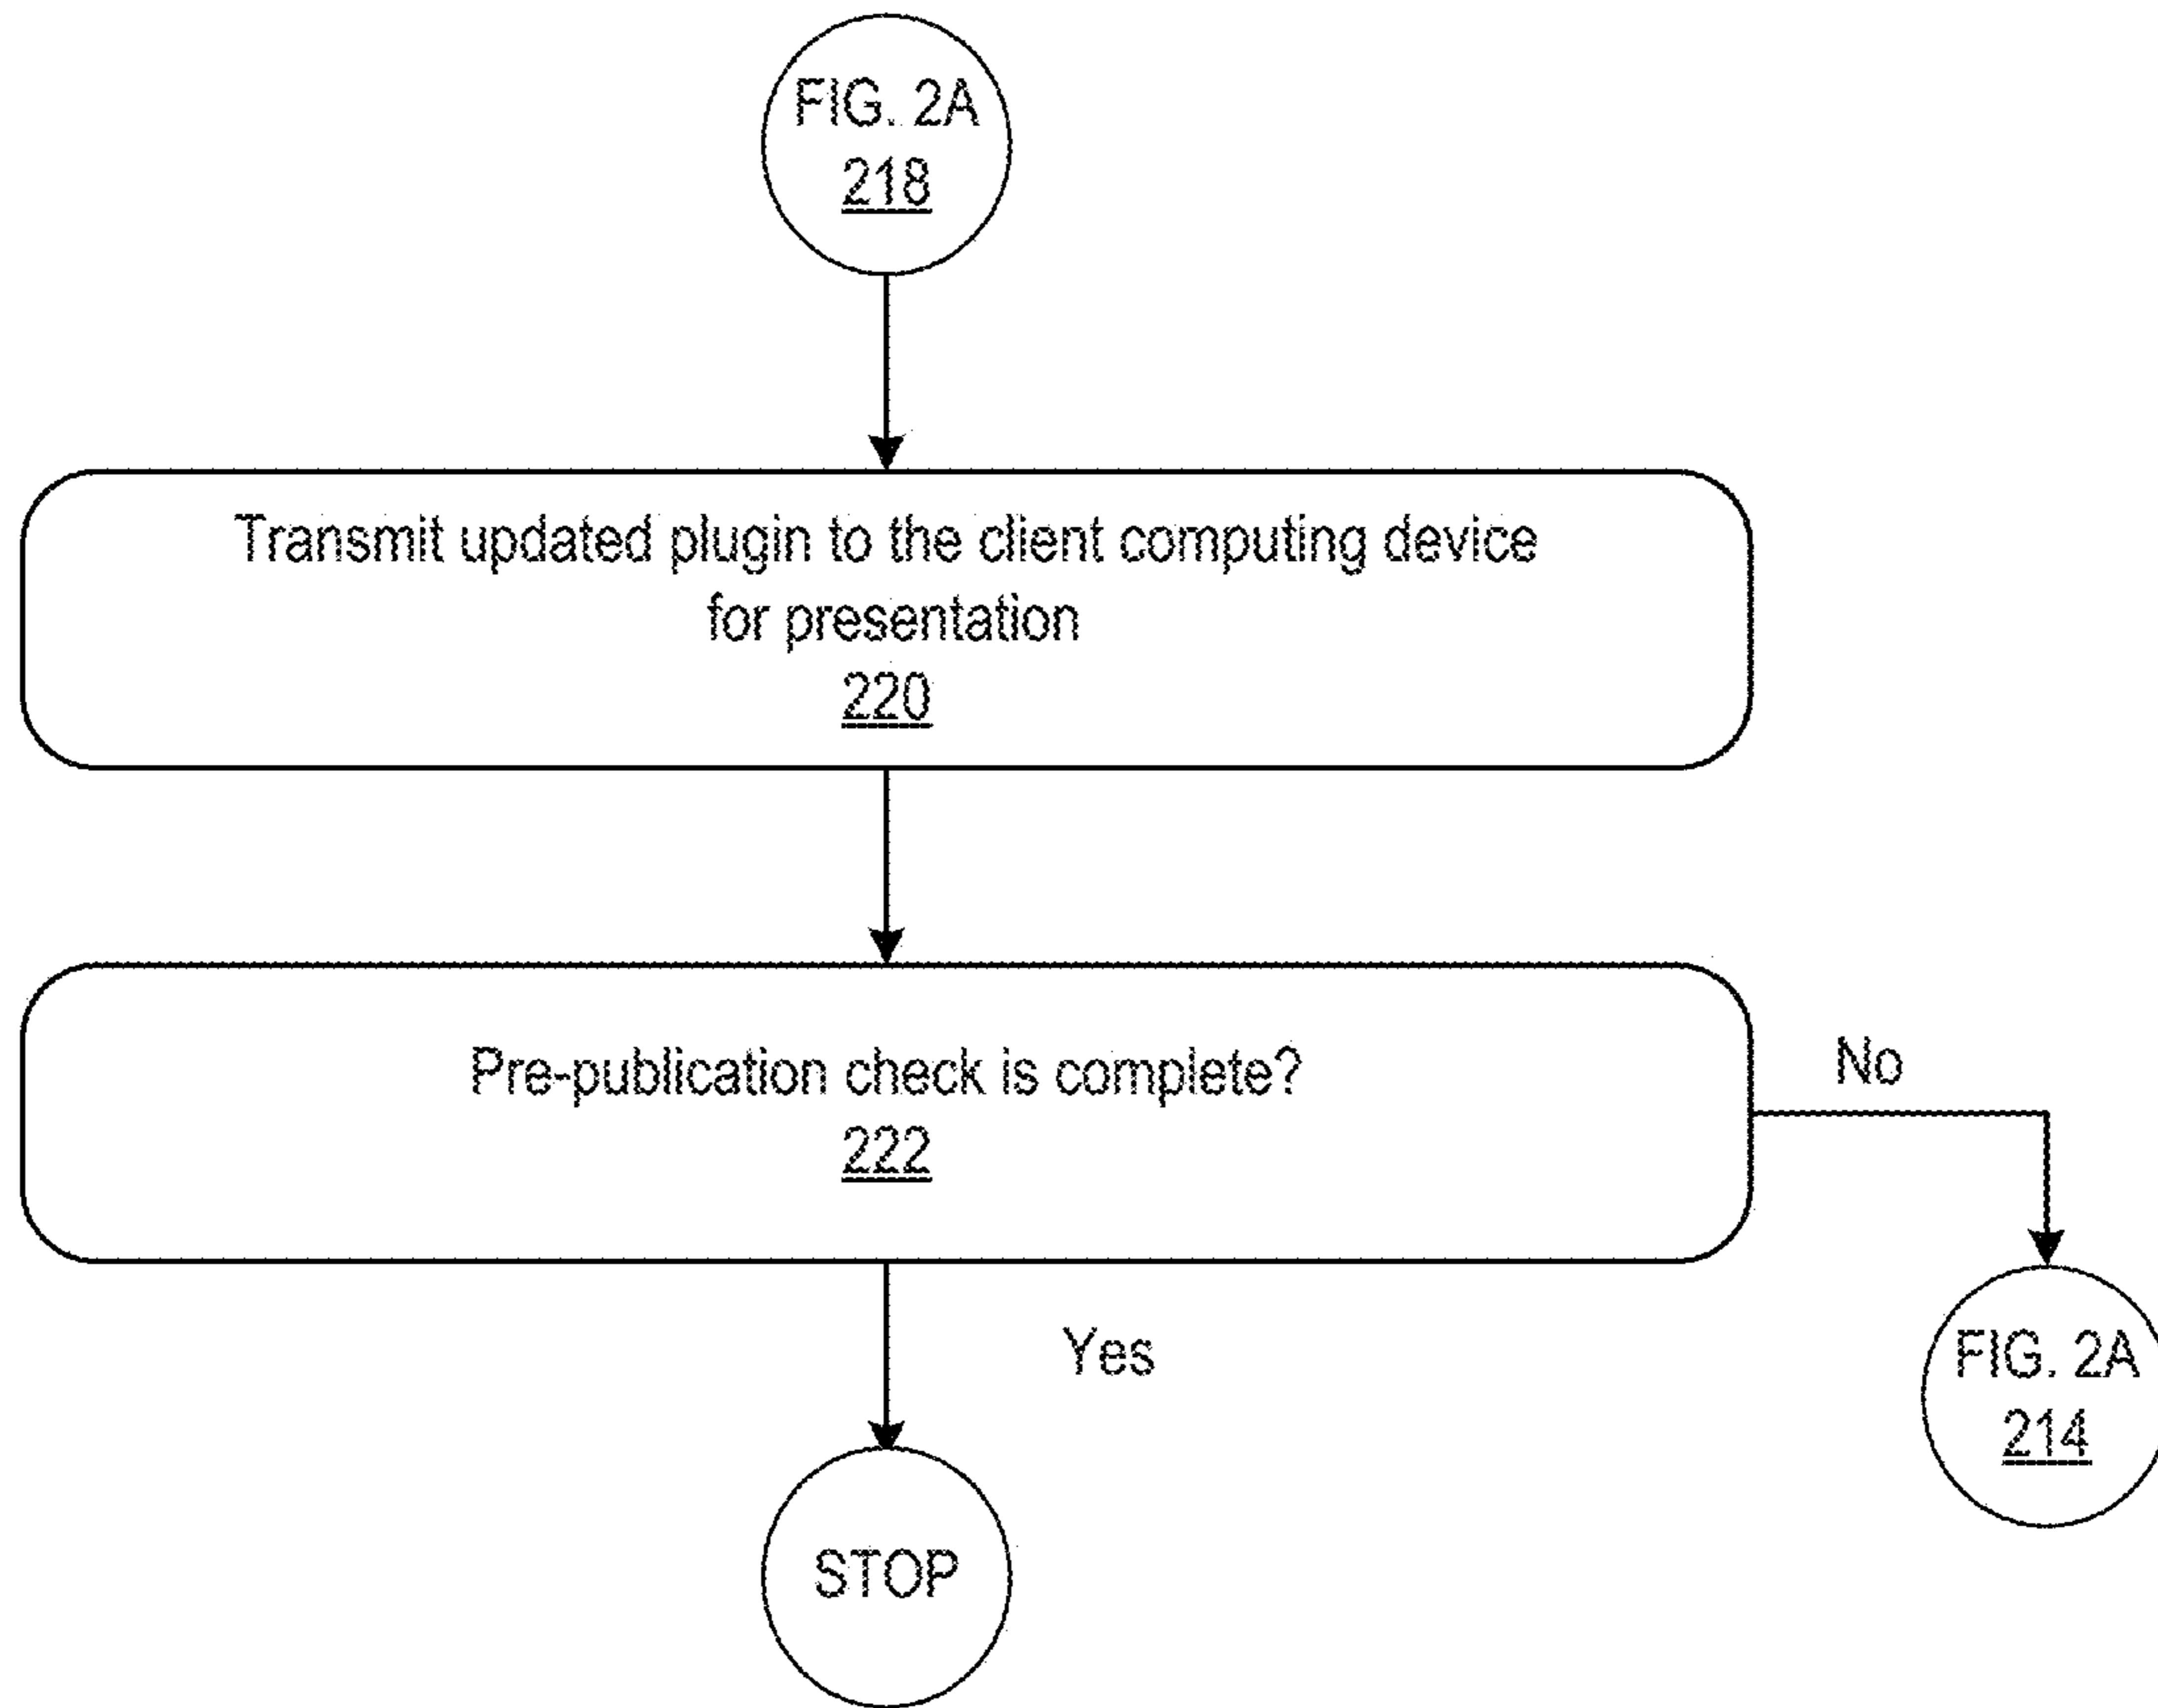 FIG. 2A
218
Transmit updated plugin to the client computing device
for presentation
220
Pre-publication check is complete?
222
No
Yes
FIG. 2A
214
STOP